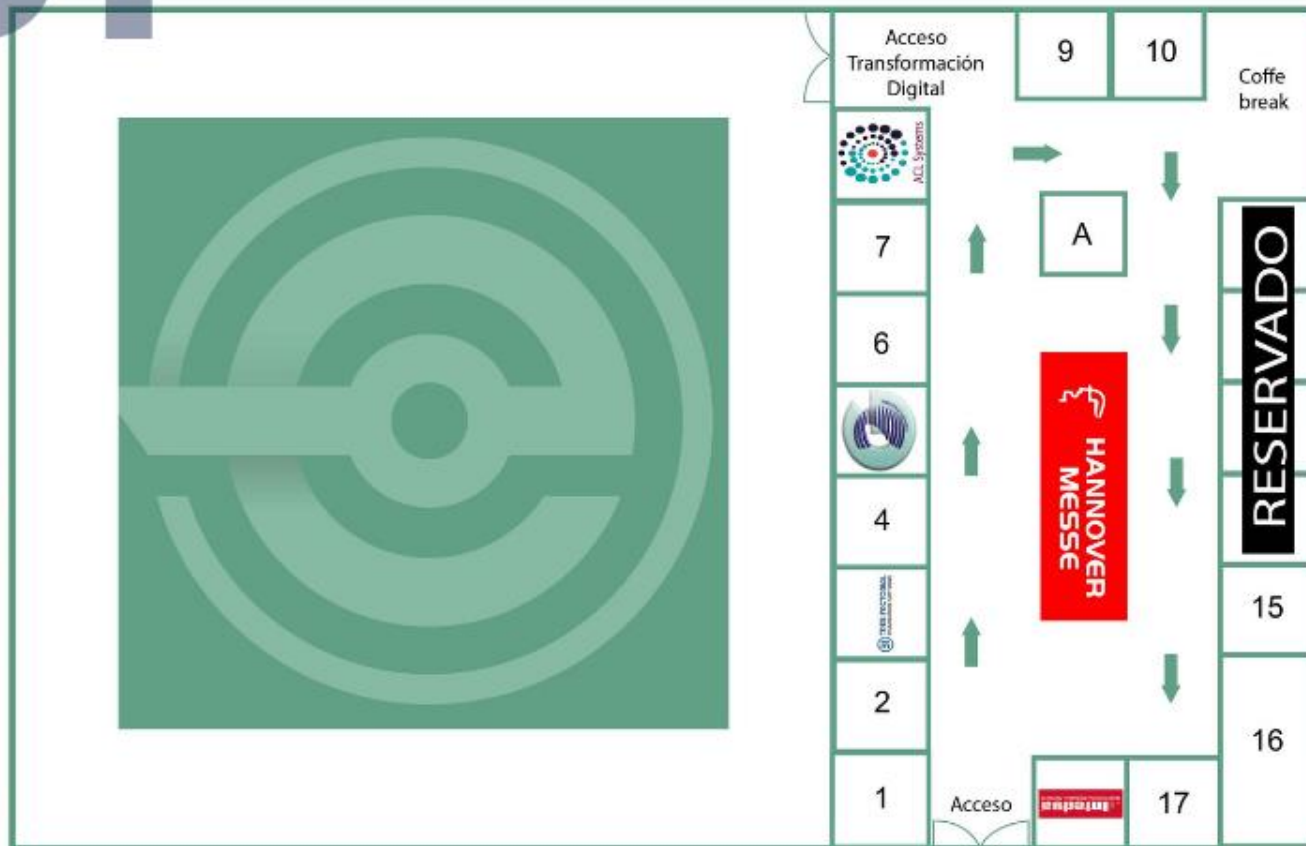 Acceso
Transformación
Digital
9
10
Coffe
break
ACL Systems
7
A
RESERVADO
6
HANNOVER
MESSE
4
15
2
16
1
Acceso
17